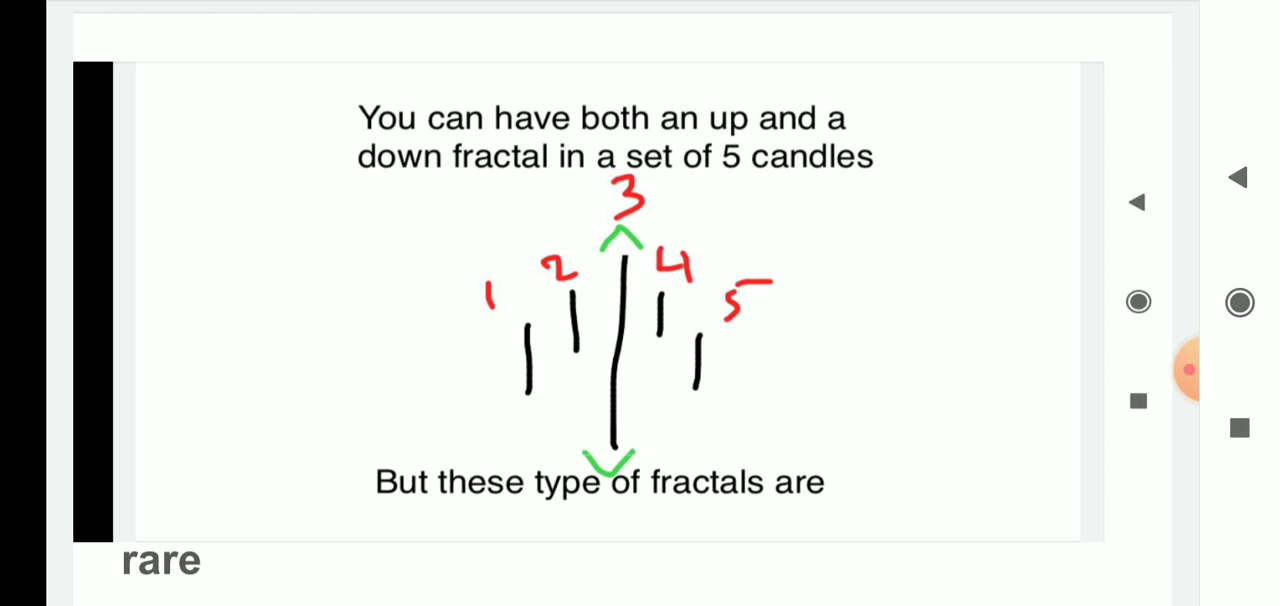 You can have both an up and a
down fractal in a set of 5 candles
3
1 2 4 5
But these type of fractals are
rare